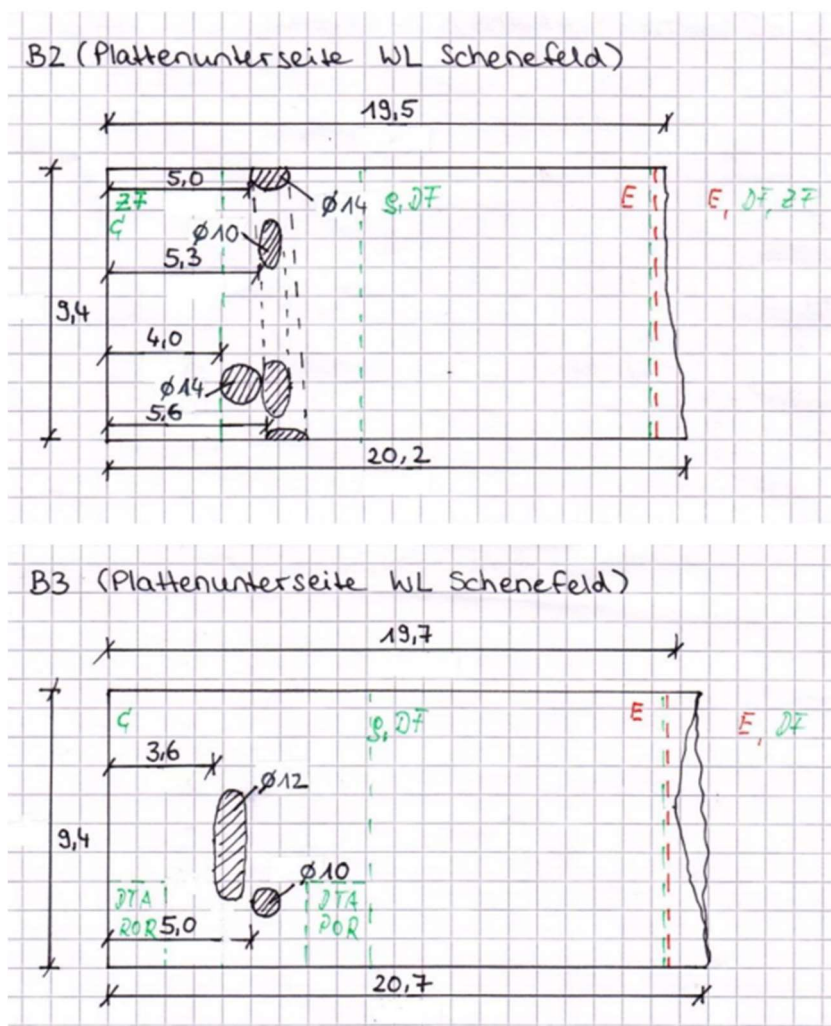 B2 (Plattenunterseite WL Schenefeld)
19,5
5,0
ZF
ø14
DF
E
E, DF, ZF
ø10
5,3
9,4
4,0
ø14
5,6
20,2
B3 (Plattenunterseite WL Schenefeld)
19,7
DF
E
E, DF
3,6
ø12
9,4
ø10
DTA
POR
5,0
DTA
POR
20,7